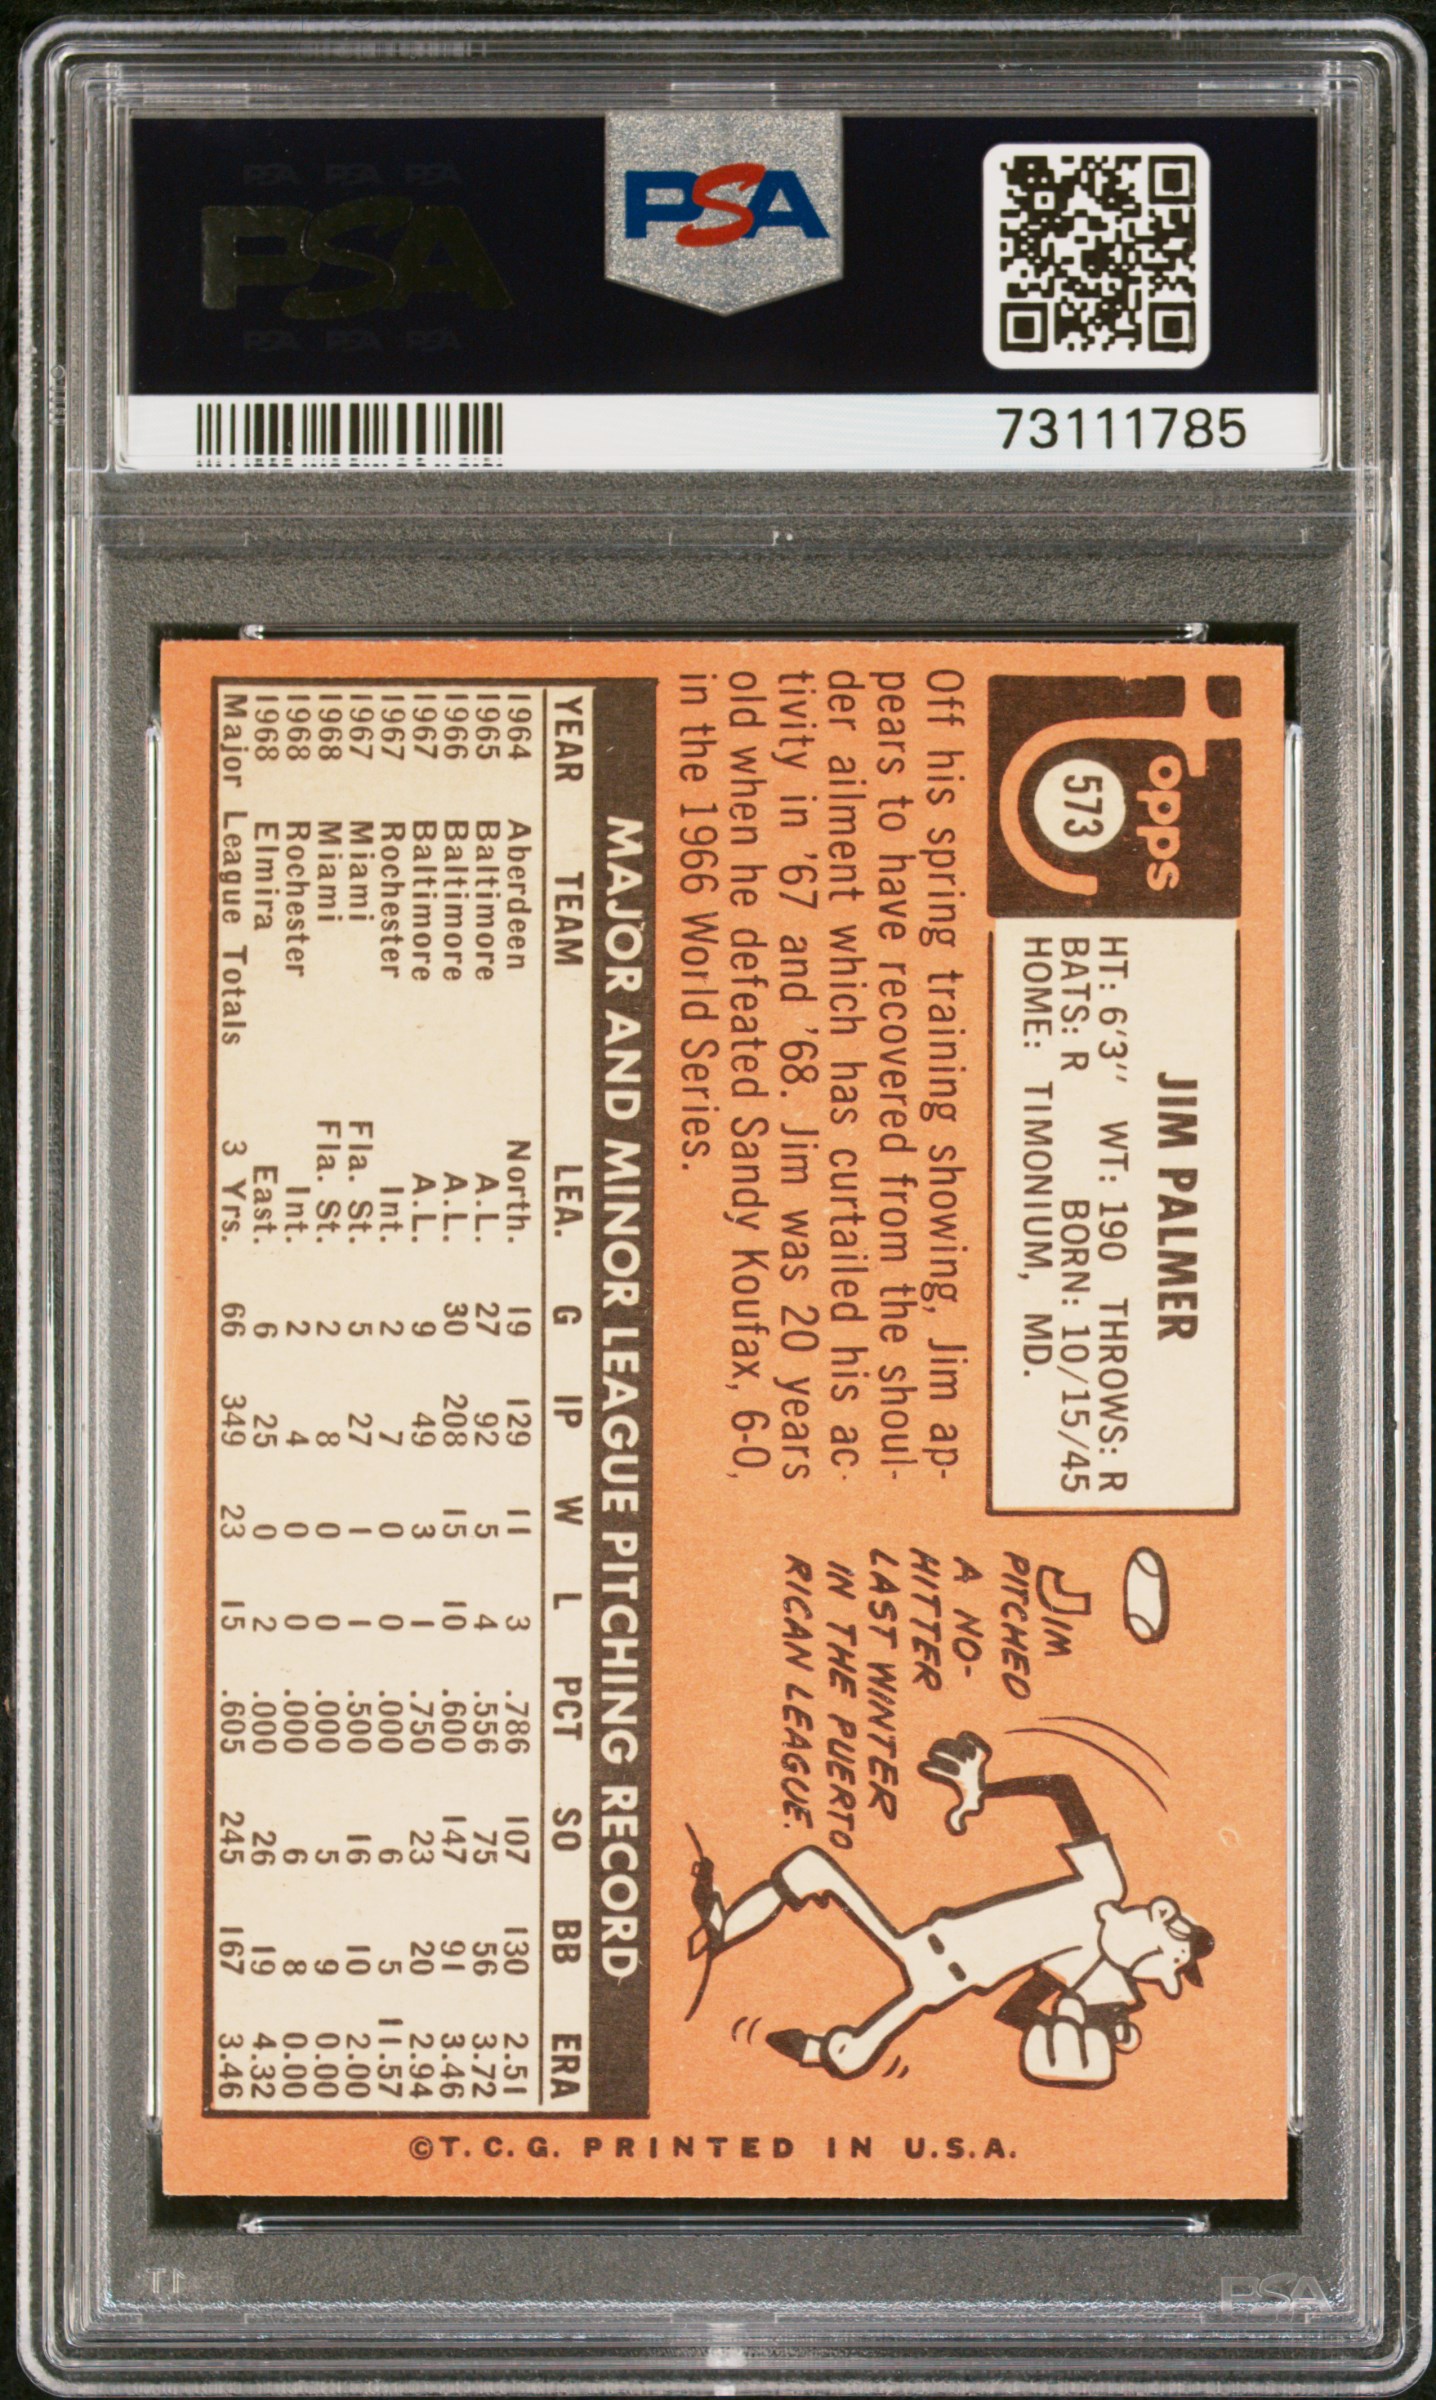 PSA PSA PSA
PSA
PSA PSA PSA
PSA
73111785
Topps
573
JIM PALMER
HT: 6'3'' WT: 190 THROWS: R
BATS: R BORN: 10/15/45
HOME: TIMONIUM, MD.
Off his spring training showing, Jim ap-
pears to have recovered from the shoul-
der ailment which has curtailed his ac-
tivity in '67 and '68. Jim was 20 years
old when he defeated Sandy Koufax, 6-0,
in the 1966 World Series.
JIM
PITCHED
A NO-
HITTER
LAST WINTER
IN THE PUERTO
RICAN LEAGUE.
MAJOR AND MINOR LEAGUE PITCHING RECORD
YEAR TEAM LEA. G IP W L PCT SO BB ERA
1964 Aberdeen North. 19 129 11 3 .786 107 130 2.51
1965 Baltimore A.L. 27 92 5 4 .556 75 56 3.72
1966 Baltimore A.L. 30 208 15 10 .600 147 91 3.46
1967 Baltimore A.L. 9 49 3 1 .750 23 20 2.94
1967 Rochester Int. 2 7 0 0 .000 6 5 11.57
1967 Miami Fla. St. 5 27 1 1 .500 16 10 2.00
1968 Miami Fla. St. 2 8 0 0 .000 5 9 0.00
1968 Rochester Int. 2 4 0 0 .000 6 8 0.00
1968 Elmira East. 6 25 0 2 .000 26 19 4.32
Major League Totals 3 Yrs. 66 349 23 15 .605 245 167 3.46
©T.C.G. PRINTED IN U.S.A.
PSA